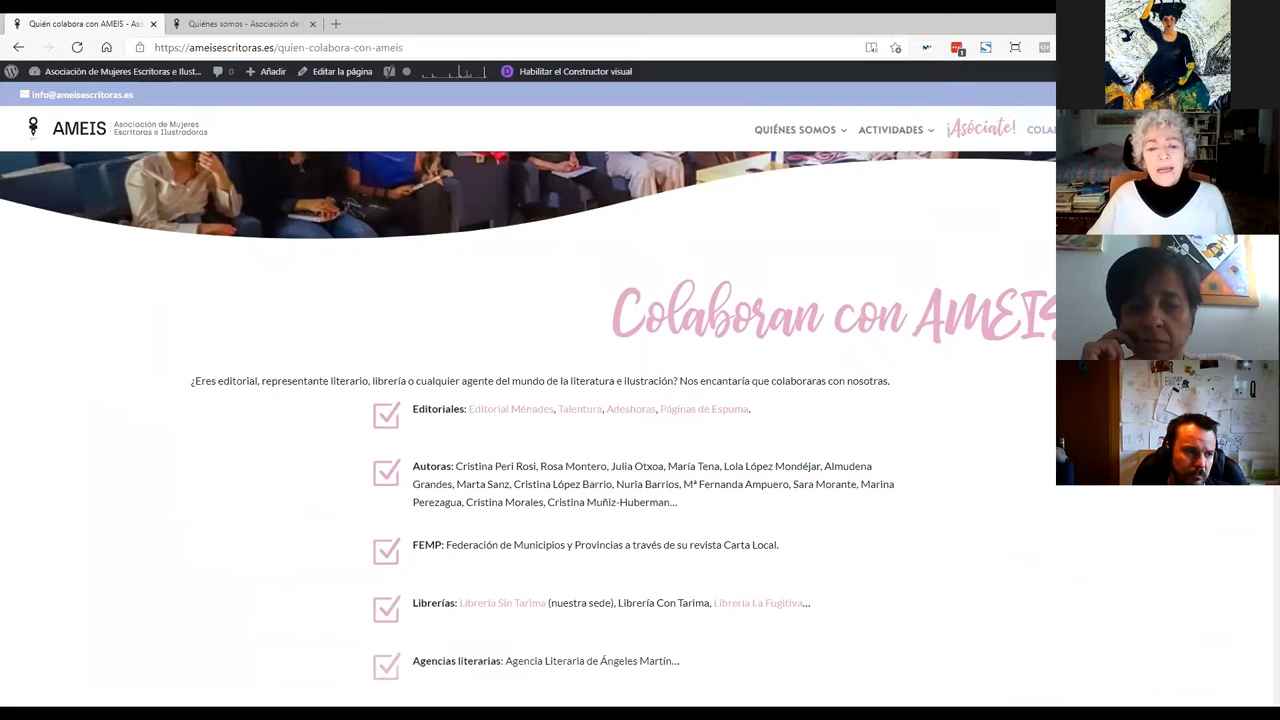 Quién colabora con AMEIS - Aso
Quiénes somos - Asociación de
https://ameisescritoras.es/quien-colabora-con-ameis
Asociación de Mujeres Escritoras e Ilust... 0 Añadir Editar la página Habilitar el Constructor visual
info@ameisescritoras.es
AMEIS Asociación de Mujeres
Escritoras e Ilustradoras
QUIÉNES SOMOS ACTIVIDADES ¡Asóciate! COLA
Colaboran con AMEIS
¿Eres editorial, representante literario, librería o cualquier agente del mundo de la literatura e ilustración? Nos encantaría que colaboraras con nosotras.
Editoriales: Editorial Ménades, Talentura, Adeshoras, Páginas de Espuma.
Autoras: Cristina Peri Rosi, Rosa Montero, Julia Otxoa, María Tena, Lola López Mondéjar, Almudena
Grandes, Marta Sanz, Cristina López Barrio, Nuria Barrios, Mª Fernanda Ampuero, Sara Morante, Marina
Perezagua, Cristina Morales, Cristina Muñiz-Huberman...
FEMP: Federación de Municipios y Provincias a través de su revista Carta Local.
Librerías: Librería Sin Tarima (nuestra sede), Librería Con Tarima, Librería La Fugitiva...
Agencias literarias: Agencia Literaria de Ángeles Martín...